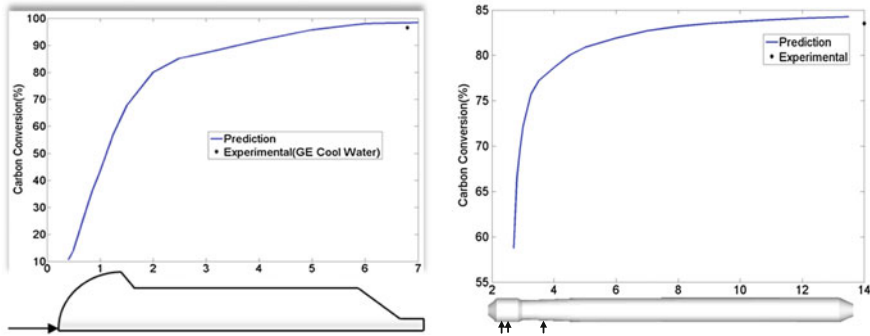 100
90
80
70
60
50
40
30
20
10
Carbon Conversion(%)
Prediction
Experimental(GE Cool Water)
0 1 2 3 4 5 6 7
85
80
75
70
65
60
55
Carbon Conversion(%)
Prediction
Experimental
2 4 6 8 10 12 14